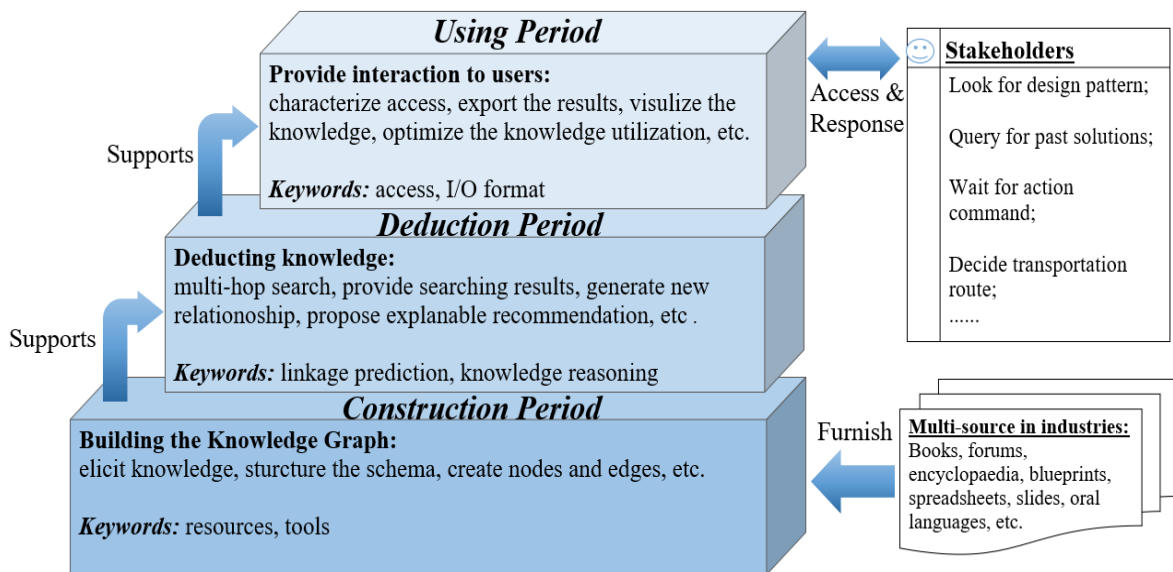 Using Period
Provide interaction to users:
characterize access, export the results, visulize the
knowledge, optimize the knowledge utilization, etc.
Keywords: access, I/O format
Supports
Access &
Response
Stakeholders
Look for design pattern;
Query for past solutions;
Wait for action
command;
Decide transportation
route;
......
Deduction Period
Deducting knowledge:
multi-hop search, provide searching results, generate new
relationoship, propose explanable recommendation, etc .
Keywords: linkage prediction, knowledge reasoning
Supports
Construction Period
Building the Knowledge Graph:
elicit knowledge, sturcture the schema, create nodes and edges, etc.
Keywords: resources, tools
Furnish
Multi-source in industries:
Books, forums,
encyclopaedia, blueprints,
spreadsheets, slides, oral
languages, etc.